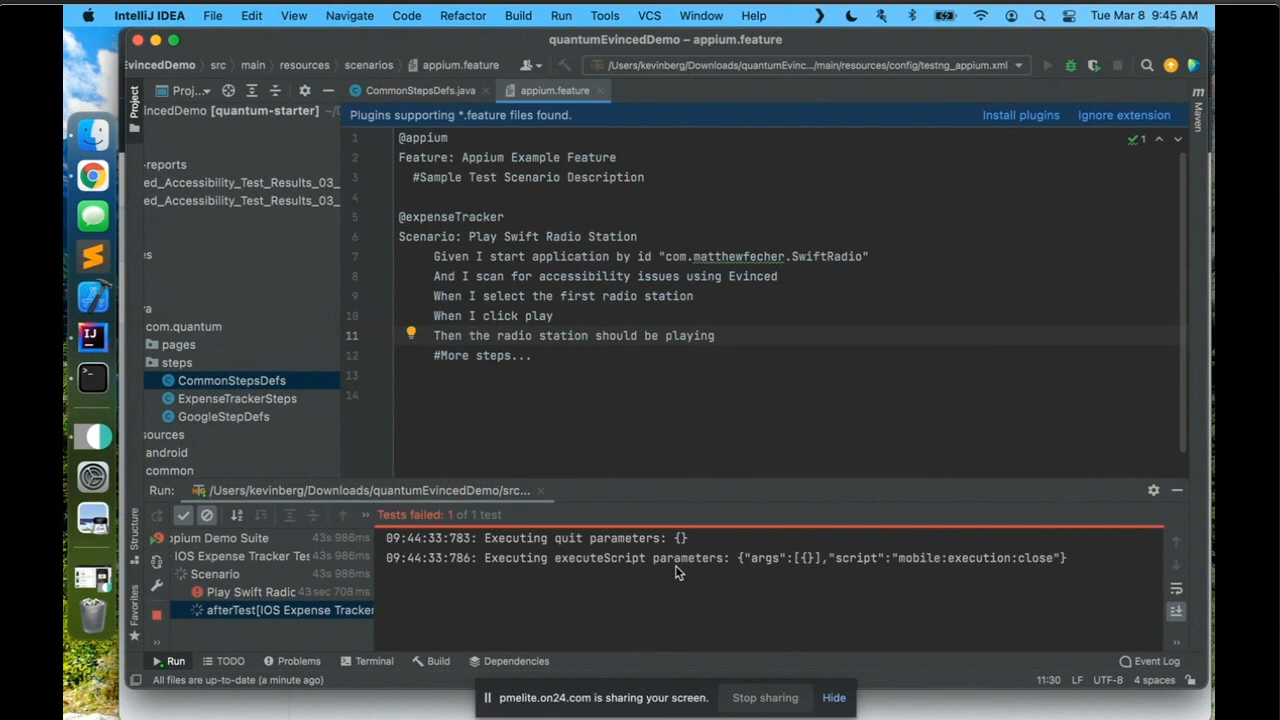 IntelliJ IDEA File Edit View Navigate Code Refactor Build Run Tools VCS Window Help Tue Mar 8 9:45 AM
quantumEvincedDemo – appium.feature
EvincedDemo src main resources scenarios appium.feature /Users/kevinberg/Downloads/quantumEvinc.../main/resources/config/testng_appium.xml
Project Proj... CommonStepsDefs.java appium.feature Maven
incedDemo [quantum-starter] ~/D
Plugins supporting *.feature files found. Install plugins Ignore extension
-reports
ed_Accessibility_Test_Results_03_
ed_Accessibility_Test_Results_03_
es
va
com.quantum
pages
steps
CommonStepsDefs
ExpenseTrackerSteps
GoogleStepDefs
sources
android
common
1 @appium
2 Feature: Appium Example Feature
3 #Sample Test Scenario Description
4
5 @expenseTracker
6 Scenario: Play Swift Radio Station
7 Given I start application by id "com.matthewfecher.SwiftRadio"
8 And I scan for accessibility issues using Evinced
9 When I select the first radio station
10 When I click play
11 Then the radio station should be playing
12 #More steps...
13
14
1
Run: /Users/kevinberg/Downloads/quantumEvincedDemo/src...
Tests failed: 1 of 1 test
opium Demo Suite 43s 986ms
IOS Expense Tracker Tes 43s 986ms
Scenario 43s 986ms
Play Swift Radic 43 sec 708 ms
afterTest[IOS Expense Tracker
09:44:33:783: Executing quit parameters: {}
09:44:33:786: Executing executeScript parameters: {"args":[{}],"script":"mobile:execution:close"}
Structure
Favorites
Run TODO Problems Terminal Build Dependencies Event Log
All files are up-to-date (a minute ago) 11:30 LF UTF-8 4 spaces
pmelite.on24.com is sharing your screen. Stop sharing Hide